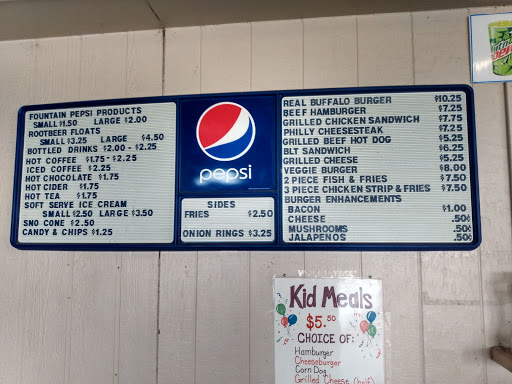 FOUNTAIN PEPSI PRODUCTS
SMALL $1.50 LARGE $2.00
ROOTBEER FLOATS
SMALL $3.25 LARGE $4.50
BOTTLED DRINKS $2.00 - $2.25
HOT COFFEE $1.75 - $2.25
ICED COFFEE $2.25
HOT CHOCOLATE $1.75
HOT CIDER $1.75
HOT TEA $1.75
SOFT SERVE ICE CREAM
SMALL $2.50 LARGE $3.50
SNO CONE $2.50
CANDY & CHIPS $1.25
pepsi
SIDES
FRIES $2.50
ONION RINGS $3.25
REAL BUFFALO BURGER $10.25
BEEF HAMBURGER $7.25
GRILLED CHICKEN SANDWICH $7.75
PHILLY CHEESESTEAK $7.25
GRILLED BEEF HOT DOG $5.25
BLT SANDWICH $6.25
GRILLED CHEESE $5.25
VEGGIE BURGER $8.00
2 PIECE FISH & FRIES $7.50
3 PIECE CHICKEN STRIP & FRIES $7.50
BURGER ENHANCEMENTS
BACON $1.00
CHEESE .50¢
MUSHROOMS .50¢
JALAPENOS .50¢
Kid Meals
$5.50
CHOICE OF:
Hamburger
Cheeseburger
Corn Dog
Grilled Cheese (half)